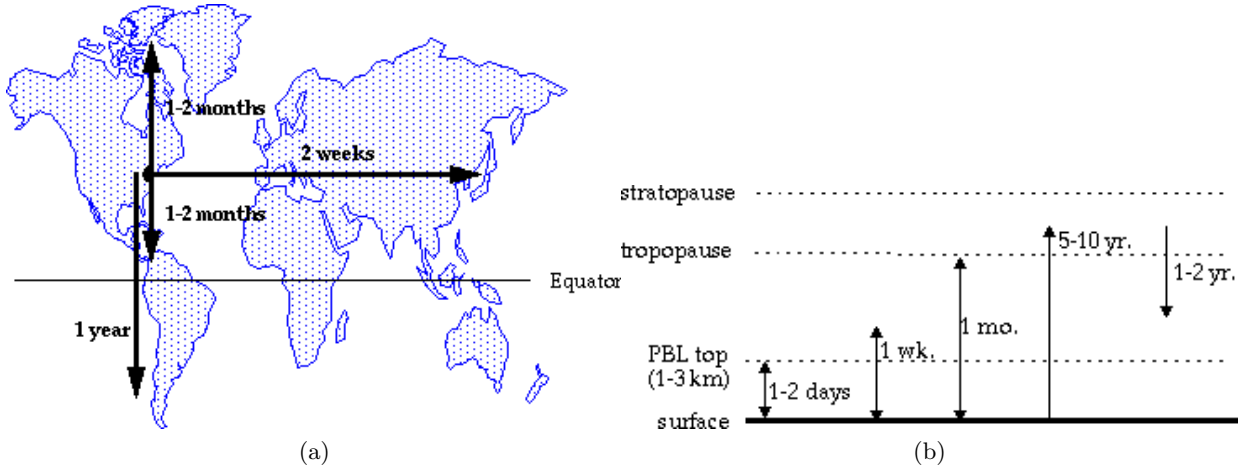 1-2 months
2 weeks
1-2 months
Equator
1 year
(a)
stratopause
tropopause
5-10 yr.
1-2 yr.
1 mo.
1 wk.
PBL top
(1-3 km)
1-2 days
surface
(b)